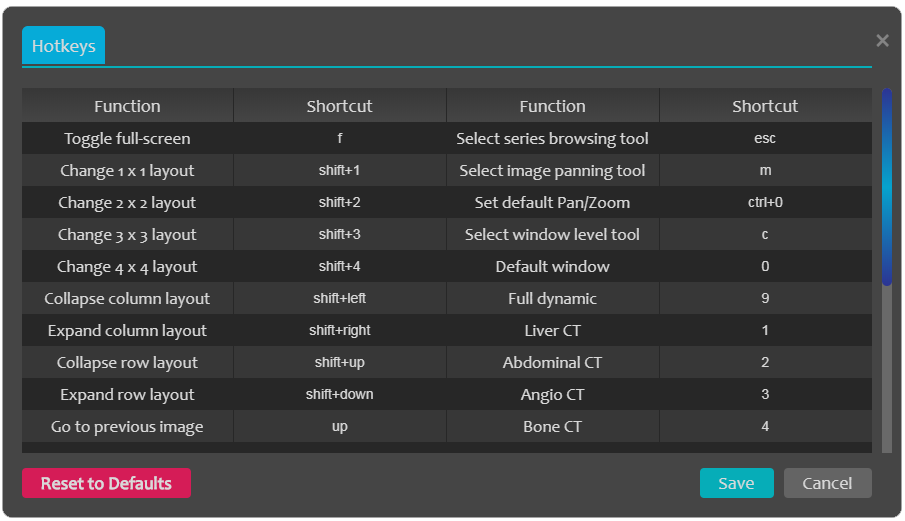 Hotkeys
×
Function Shortcut Function Shortcut
Toggle full-screen f Select series browsing tool esc
Change 1 x 1 layout shift+1 Select image panning tool m
Change 2 x 2 layout shift+2 Set default Pan/Zoom ctrl+0
Change 3 x 3 layout shift+3 Select window level tool c
Change 4 x 4 layout shift+4 Default window 0
Collapse column layout shift+left Full dynamic 9
Expand column layout shift+right Liver CT 1
Collapse row layout shift+up Abdominal CT 2
Expand row layout shift+down Angio CT 3
Go to previous image up Bone CT 4
Reset to Defaults Save Cancel